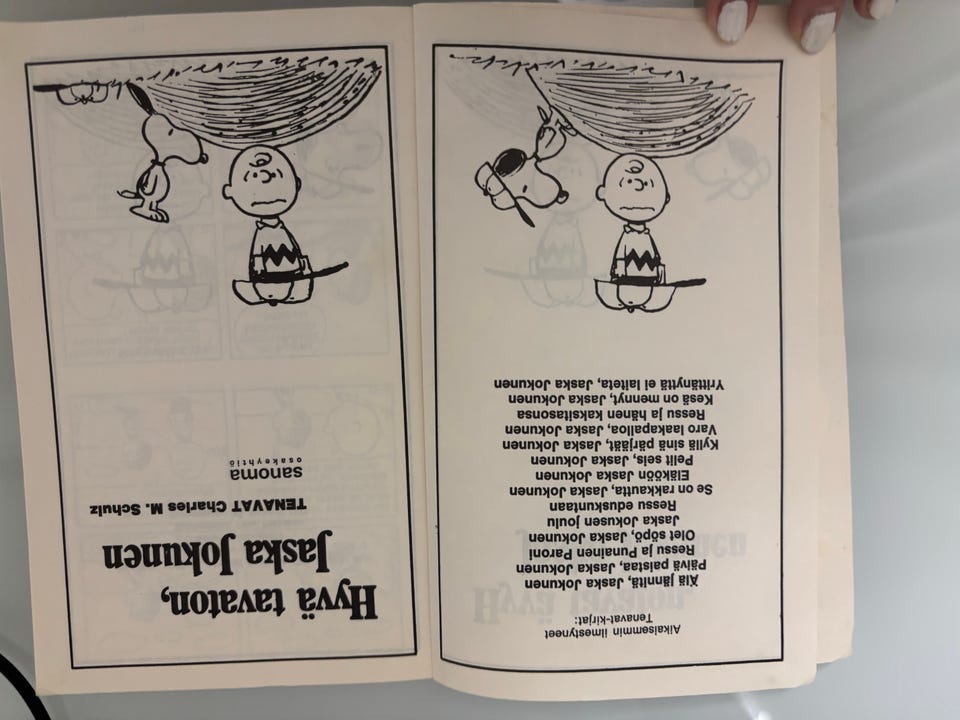 Aikaisemmin ilmestyneet
Tenavat-kirjat:
Älä jännitä, Jaska Jokunen
Päivä paistaa, Jaska Jokunen
Ressu ja Punainen Paroni
Olet söpö, Jaska Jokunen
Jaska Jokusen joulu
Ressu eduskuntaan
Se on rakkautta, Jaska Jokunen
Eläköön Jaska Jokunen
Pelit seis, Jaska Jokunen
Kyllä sinä pärjäät, Jaska Jokunen
Varo laakapalloa, Jaska Jokunen
Ressu ja hänen kaksitasonsa
Kesä on mennyt, Jaska Jokunen
Yrittänyttä ei laiteta, Jaska Jokunen
Hyvä tavaton,
Jaska Jokunen
TENAVAT Charles M. Schulz
sanoma
osakeyhtiö